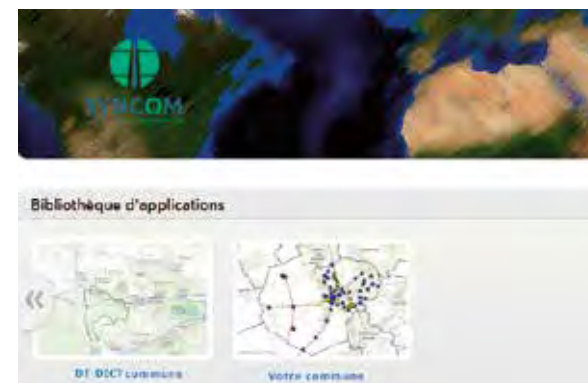 SYNCOM
Bibliothèque d'applications
DT DICT commune
Votre commune